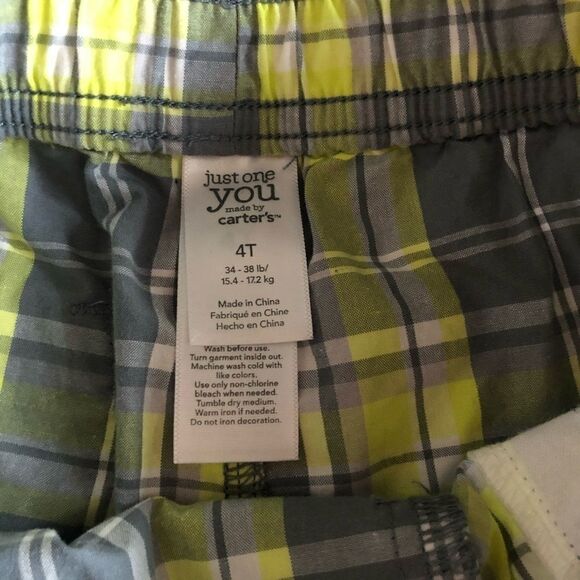 just one
you
made by
carter's™
4T
34 - 38 lb/
15.4 - 17.2 kg
Made in China
Fabriqué en Chine
Hecho en China
Wash before use.
Turn garment inside out.
Machine wash cold with
like colors.
Use only non-chlorine
bleach when needed.
Tumble dry medium.
Warm iron if needed.
Do not iron decoration.